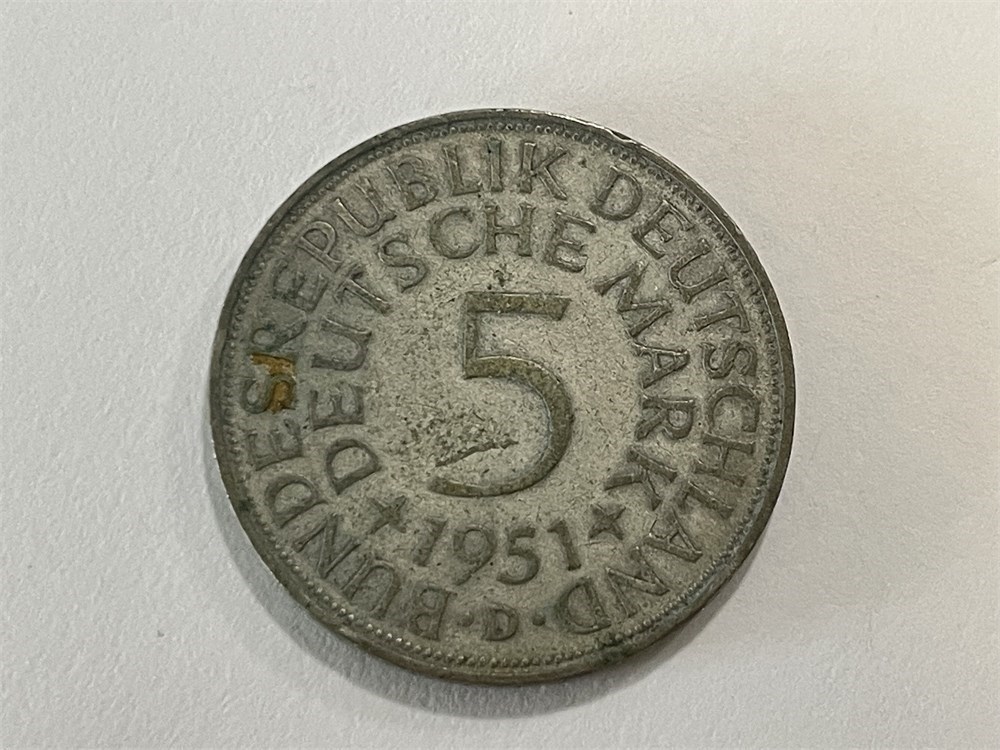 BUNDESREPUBLIK·DEUTSCHLAND
DEUTSCHE MARK
5
1951
·D·